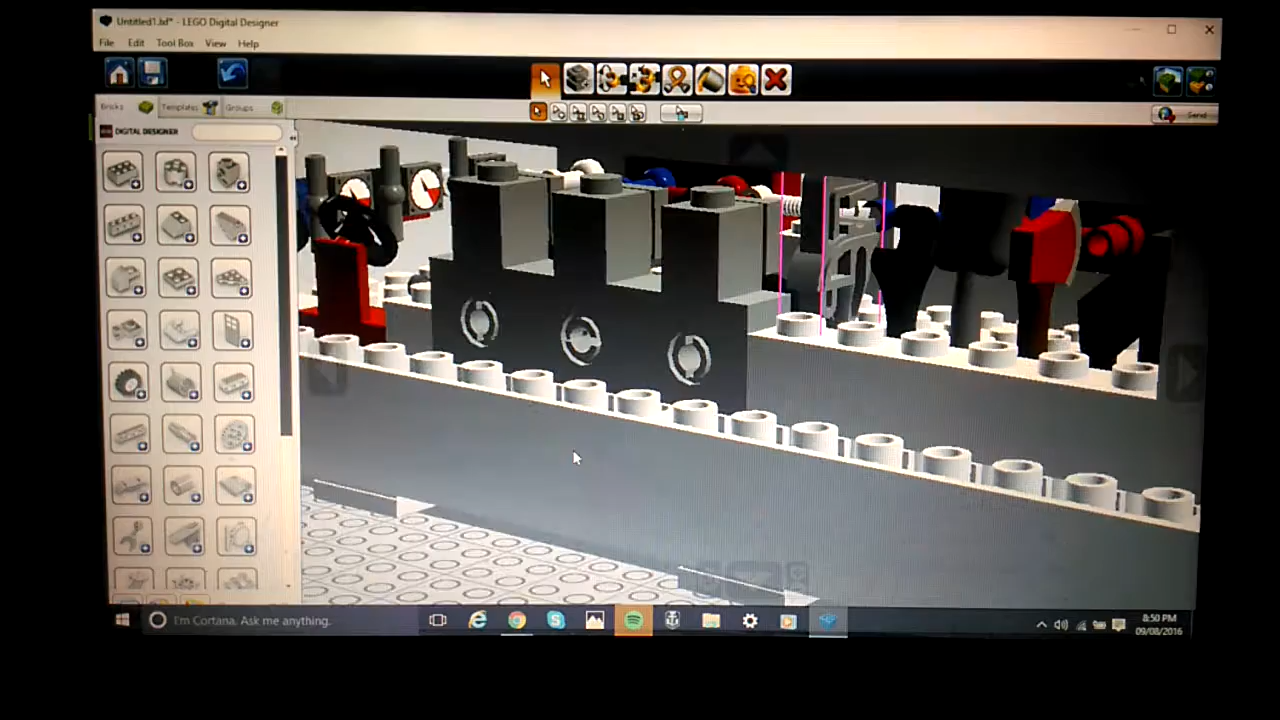 Untitled1.lxf* - LEGO Digital Designer
File Edit Tool Box View Help
Bricks Templates Groups
DIGITAL DESIGNER
Send
I'm Cortana. Ask me anything.
8:50 PM
09/08/2016